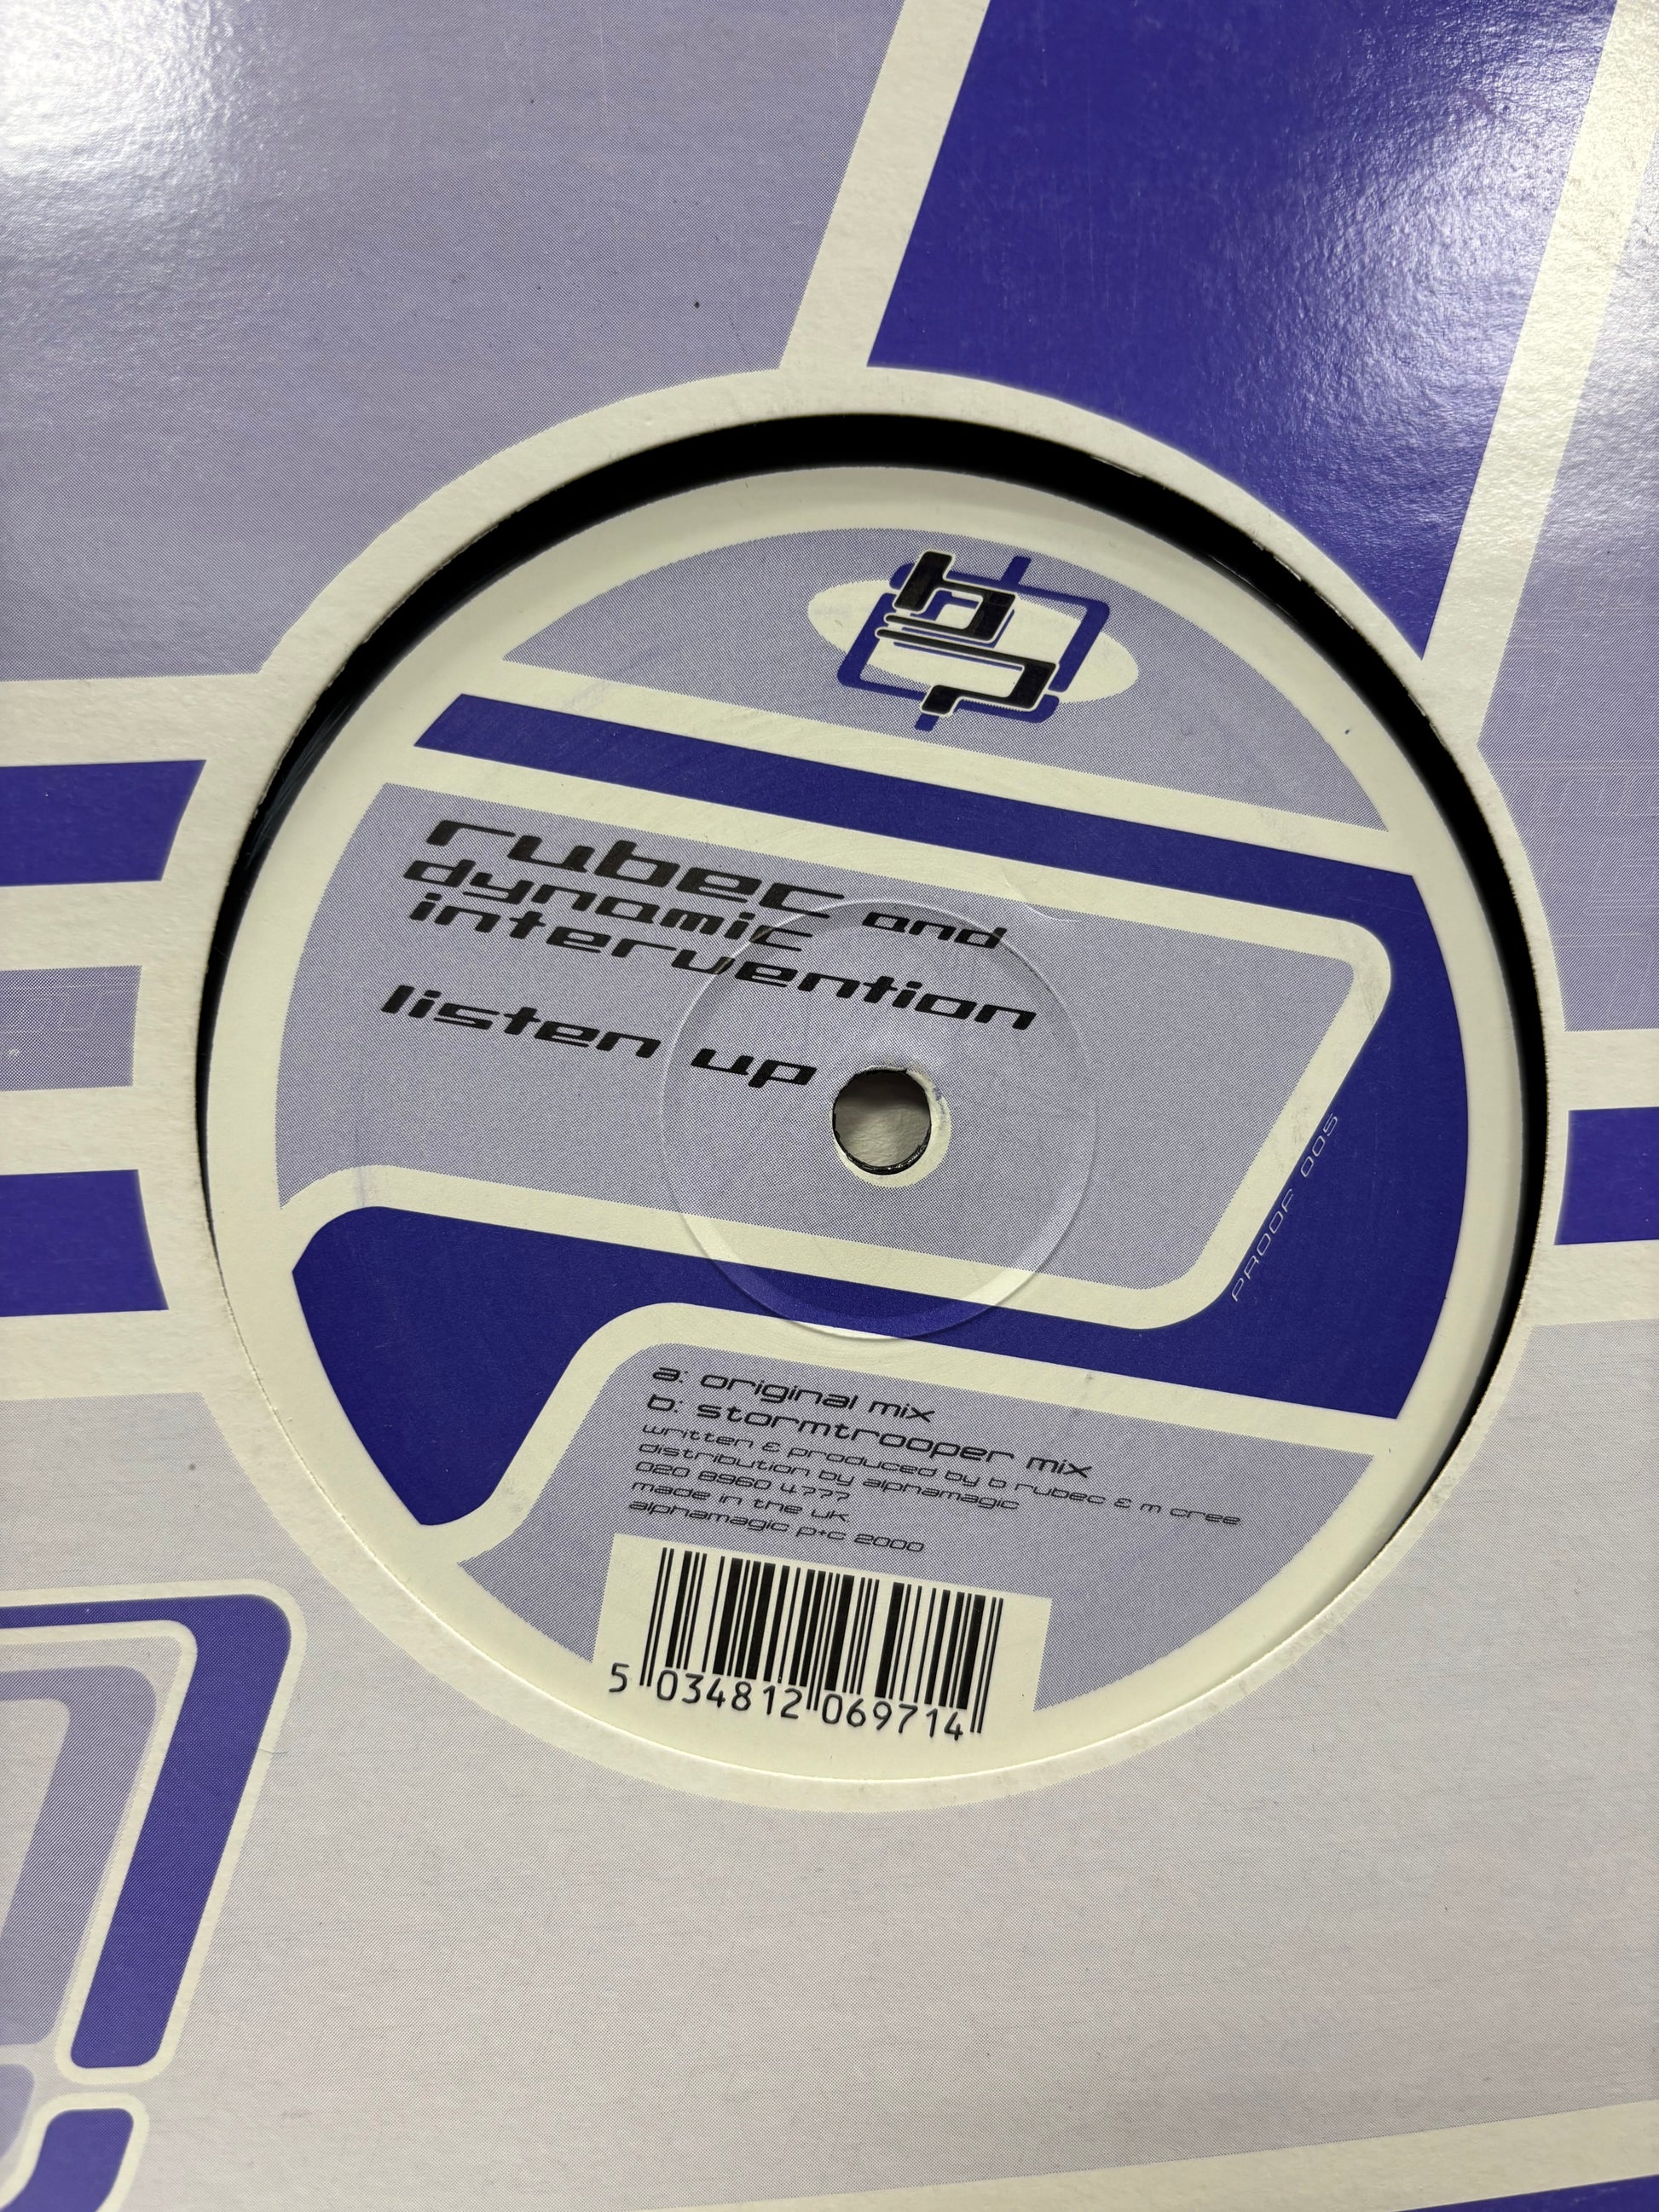 rubec and
dynamic
intervention
listen up
PROOF 005
a: original mix
b: stormtrooper mix
written & produced by b rubec & m cree
distribution by alphamagic
020 8960 4777
made in the uk
alphamagic p+c 2000
5 034812 069714